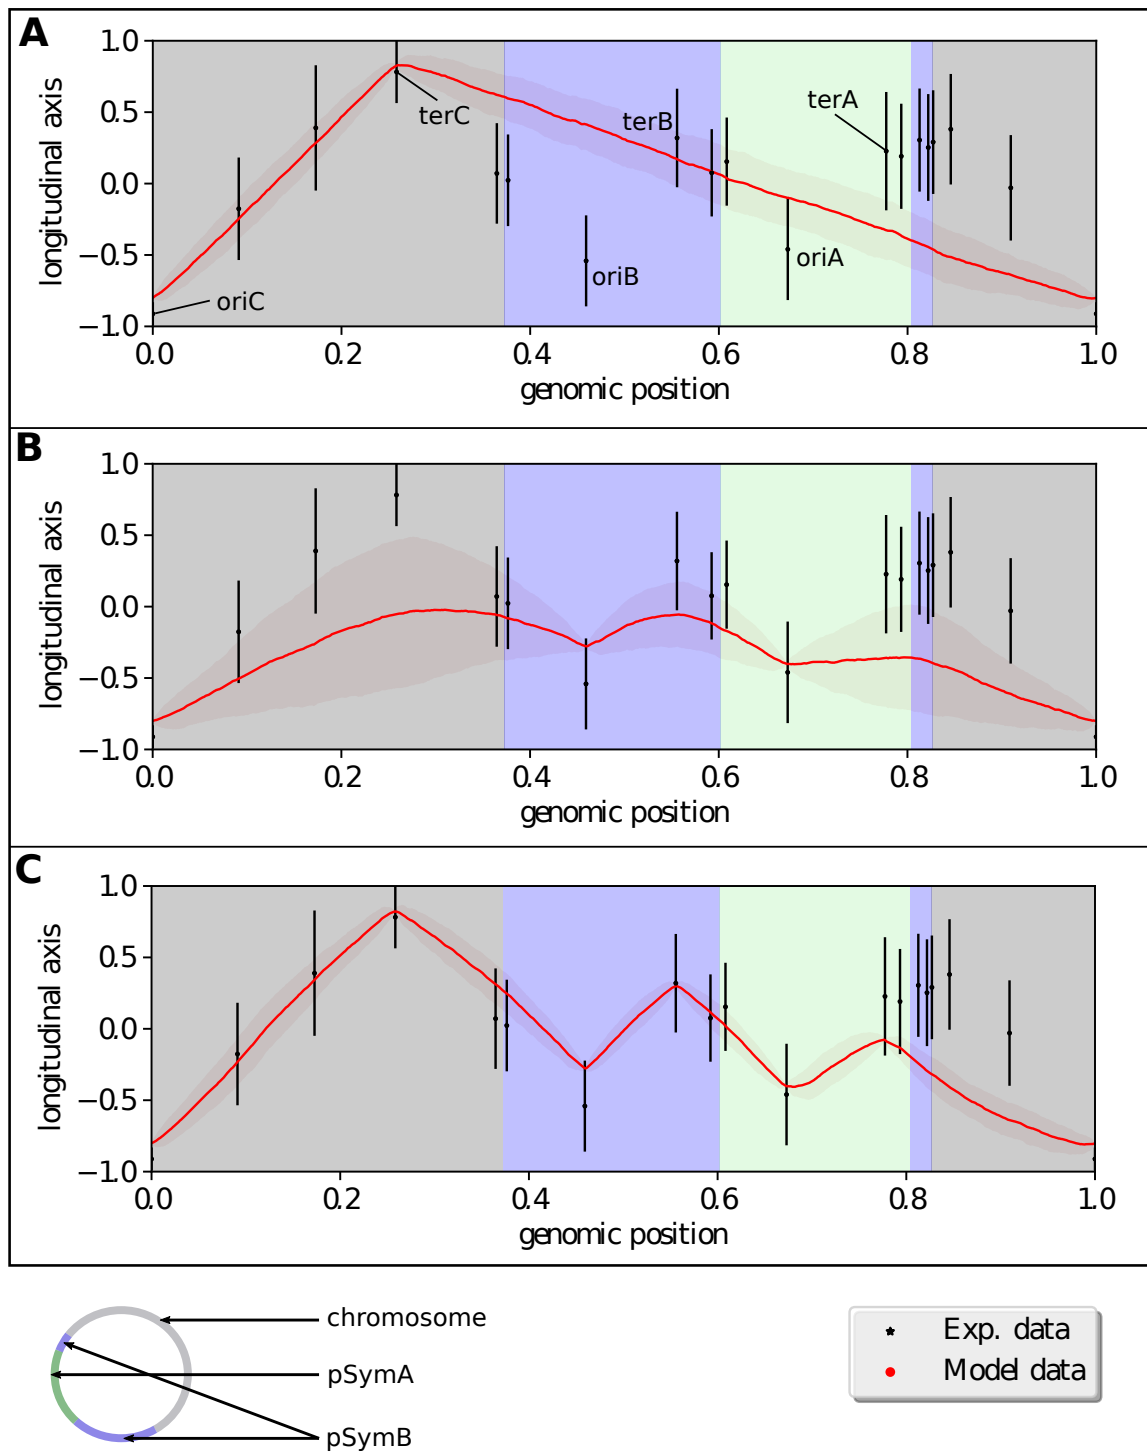 A
1.0
0.5
0.0
−0.5
−1.0
longitudinal axis
oriC
terC
oriB
terB
oriA
terA
0.0 0.2 0.4 0.6 0.8 1.0
genomic position
B
1.0
0.5
0.0
−0.5
−1.0
longitudinal axis
0.0 0.2 0.4 0.6 0.8 1.0
genomic position
C
1.0
0.5
0.0
−0.5
−1.0
longitudinal axis
0.0 0.2 0.4 0.6 0.8 1.0
genomic position
chromosome
pSymA
pSymB
Exp. data
Model data